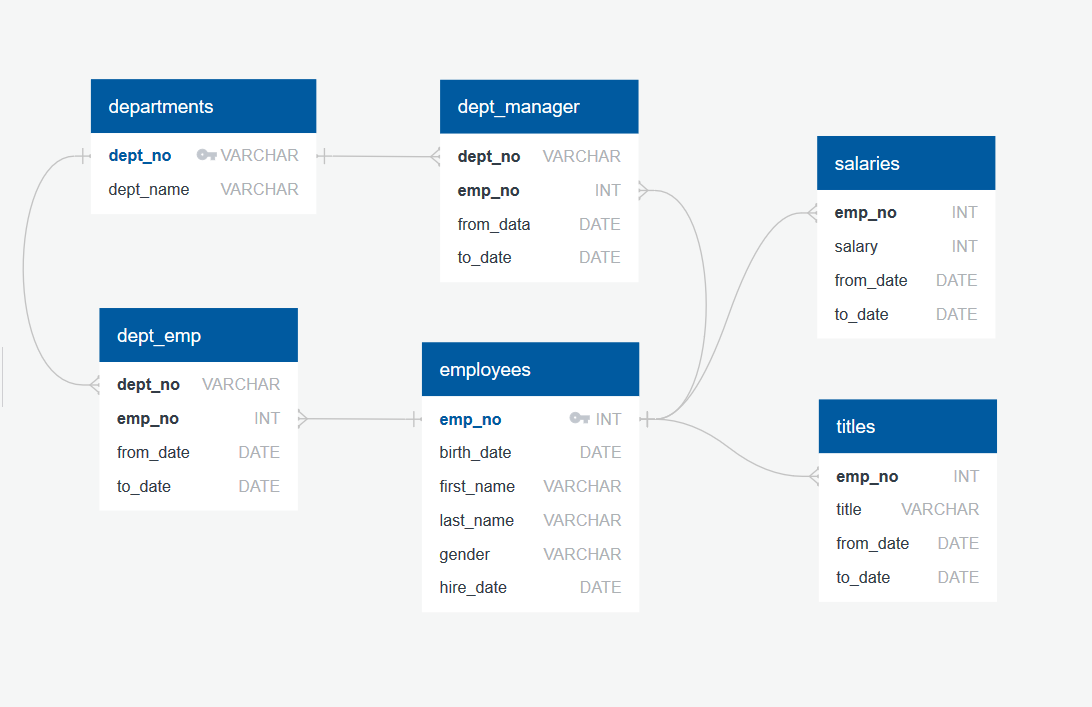 departments
dept_no VARCHAR
dept_name VARCHAR
dept_manager
dept_no VARCHAR
emp_no INT
from_data DATE
to_date DATE
salaries
emp_no INT
salary INT
from_date DATE
to_date DATE
dept_emp
dept_no VARCHAR
emp_no INT
from_date DATE
to_date DATE
employees
emp_no INT
birth_date DATE
first_name VARCHAR
last_name VARCHAR
gender VARCHAR
hire_date DATE
titles
emp_no INT
title VARCHAR
from_date DATE
to_date DATE